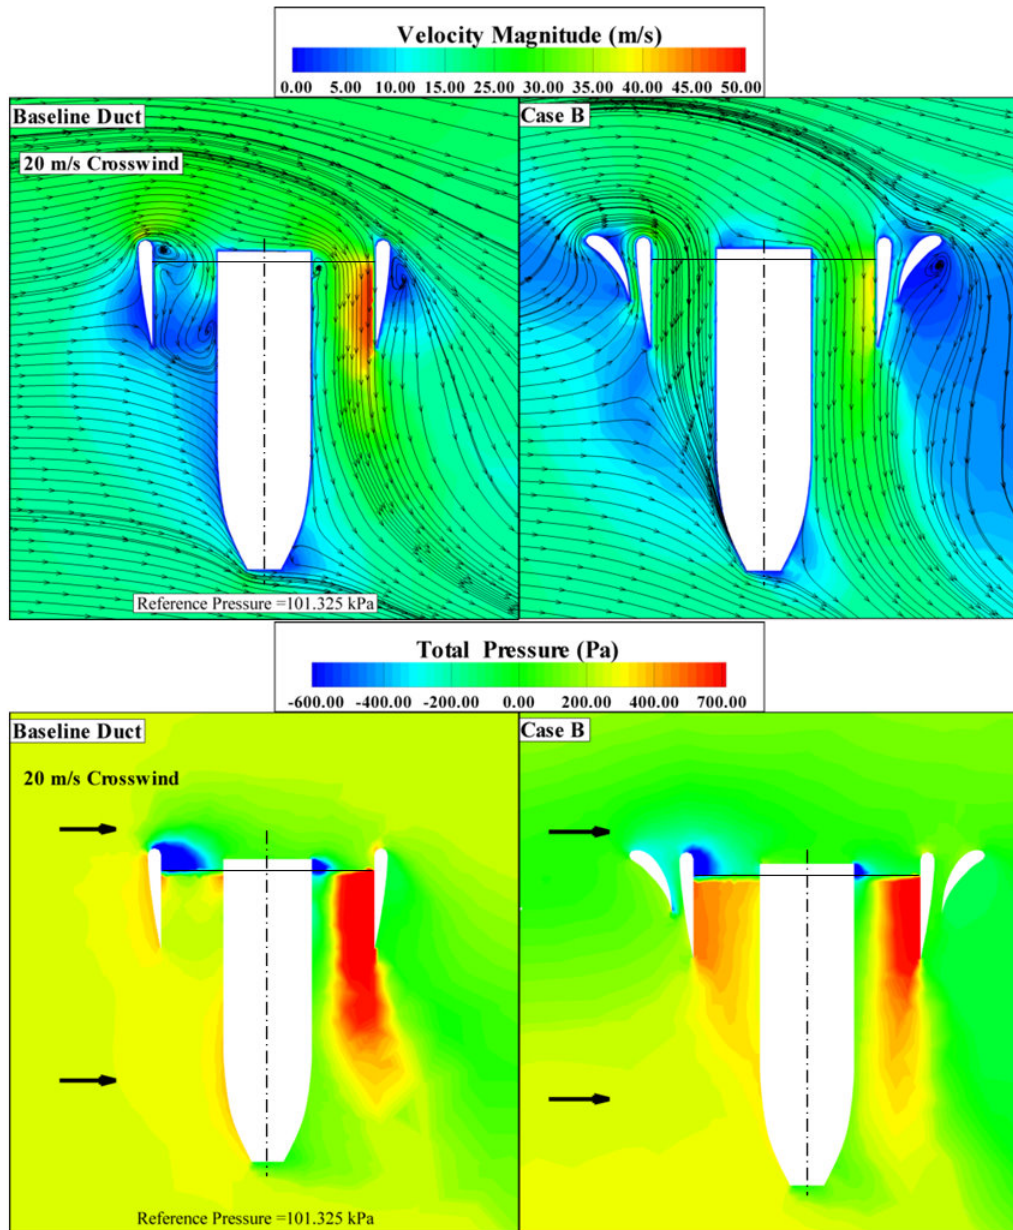 Velocity Magnitude (m/s)
0.00 5.00 10.00 15.00 25.00 30.00 35.00 40.00 45.00 50.00
Baseline Duct
Case B
20 m/s Crosswind
Reference Pressure =101.325 kPa
Total Pressure (Pa)
-600.00 -400.00 -200.00 0.00 200.00 400.00 700.00
Baseline Duct
Case B
20 m/s Crosswind
Reference Pressure =101.325 kPa